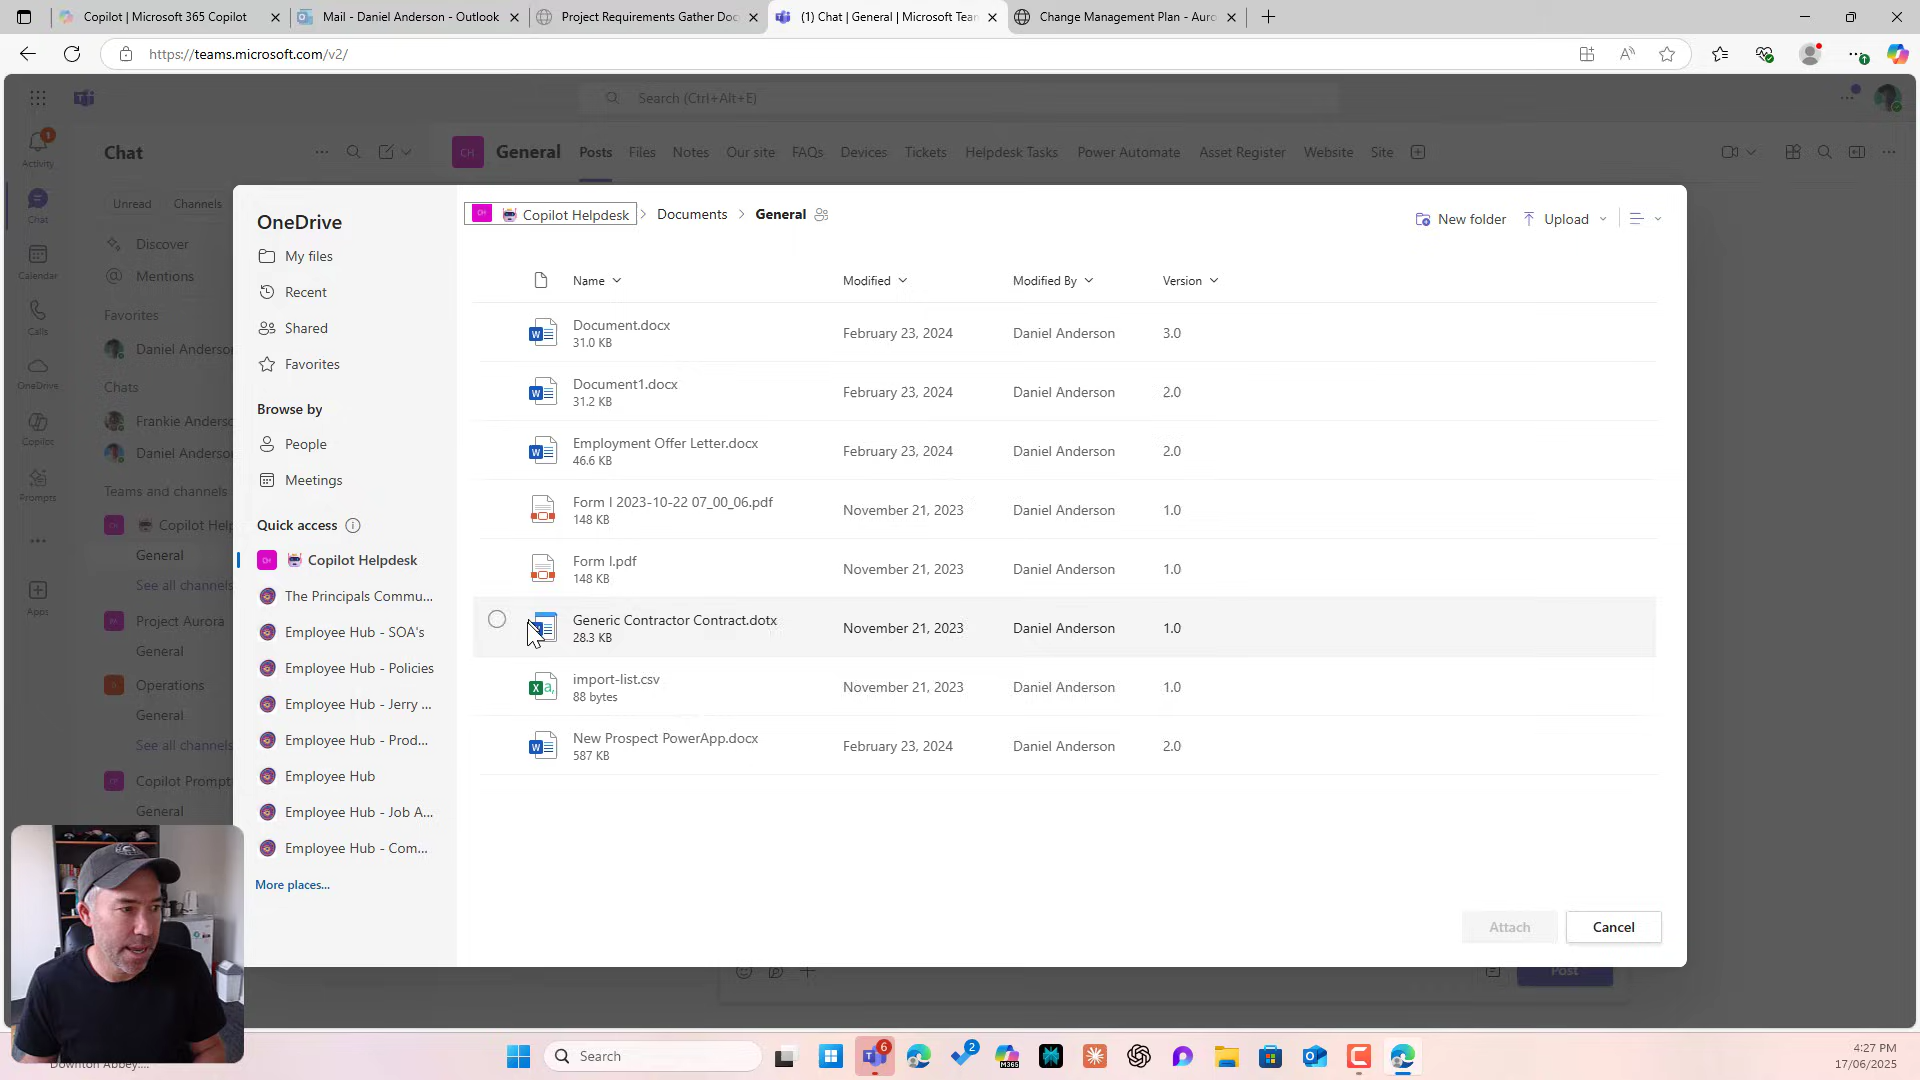 Copilot | Microsoft 365 Copilot
Mail - Daniel Anderson - Outlook
Project Requirements Gather Doc
(1) Chat | General | Microsoft Team
Change Management Plan - Auro
https://teams.microsoft.com/v2/
Search (Ctrl+Alt+E)
Activity
Chat
Calendar
Calls
OneDrive
Copilot
Prompts
Apps
Chat
Unread
Channels
Discover
Mentions
Favorites
Daniel Anderso
Chats
Frankie Anderso
Daniel Anderso
Teams and channels
Copilot Help
General
See all channels
Project Aurora
General
Operations
General
See all channels
Copilot Prompt
General
CH
General
Posts
Files
Notes
Our site
FAQs
Devices
Tickets
Helpdesk Tasks
Power Automate
Asset Register
Website
Site
OneDrive
My files
Recent
Shared
Favorites
Browse by
People
Meetings
Quick access
Copilot Helpdesk
The Principals Commu...
Employee Hub - SOA's
Employee Hub - Policies
Employee Hub - Jerry ...
Employee Hub - Prod...
Employee Hub
Employee Hub - Job A...
Employee Hub - Com...
More places...
CH Copilot Helpdesk > Documents > General
New folder
Upload
Name
Modified
Modified By
Version
Document.docx
31.0 KB
February 23, 2024
Daniel Anderson
3.0
Document1.docx
31.2 KB
February 23, 2024
Daniel Anderson
2.0
Employment Offer Letter.docx
46.6 KB
February 23, 2024
Daniel Anderson
2.0
Form I 2023-10-22 07_00_06.pdf
148 KB
November 21, 2023
Daniel Anderson
1.0
Form I.pdf
148 KB
November 21, 2023
Daniel Anderson
1.0
Generic Contractor Contract.dotx
28.3 KB
November 21, 2023
Daniel Anderson
1.0
import-list.csv
88 bytes
November 21, 2023
Daniel Anderson
1.0
New Prospect PowerApp.docx
587 KB
February 23, 2024
Daniel Anderson
2.0
Attach
Cancel
Post
Downton Abbey....
Search
6
2
M365
4:27 PM
17/06/2025